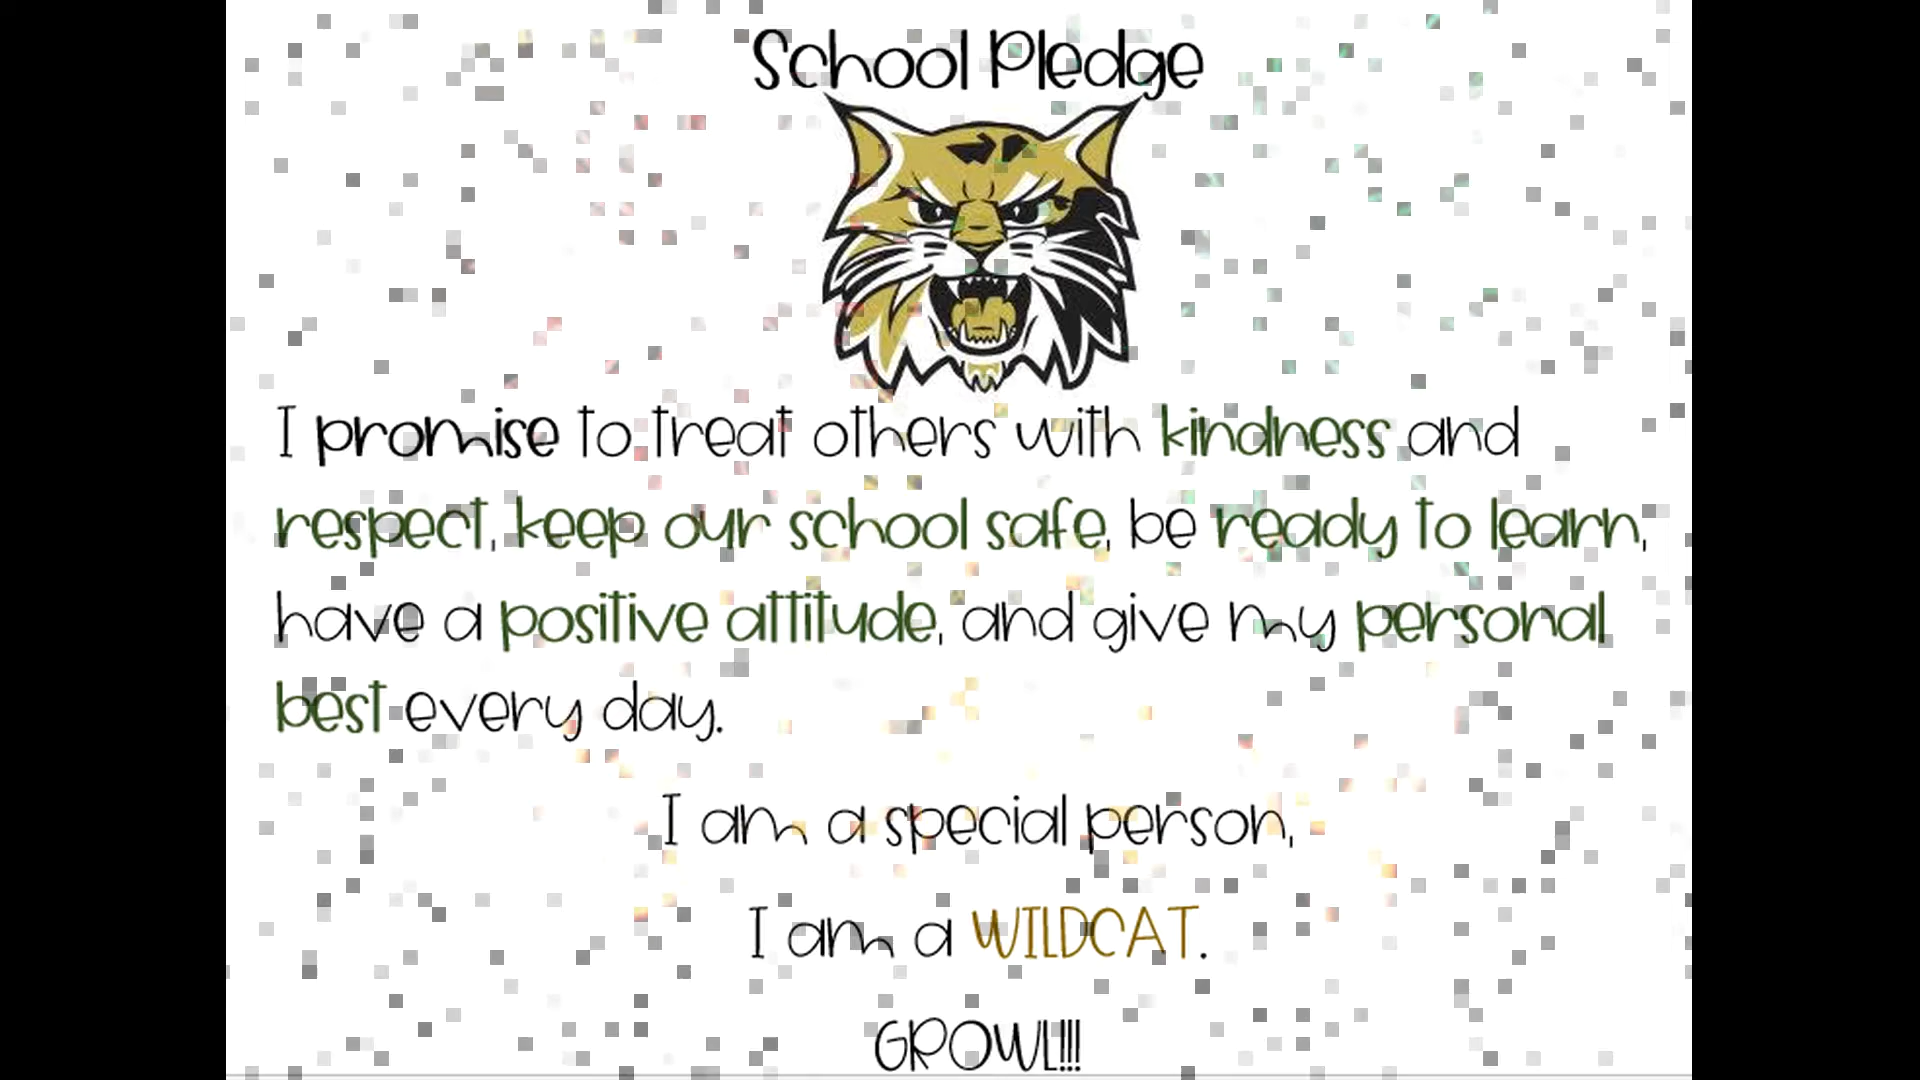 School Pledge
I promise to treat others with kindness and
respect, keep our school safe, be ready to learn,
have a positive attitude, and give my personal
best every day.
I am a special person,
I am a WILDCAT.
GROWL!!!